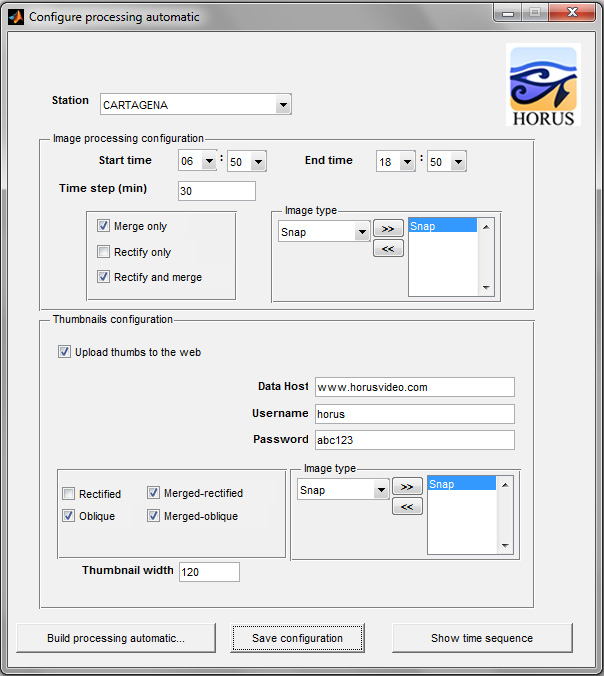 Configure processing automatic
HORUS
Station CARTAGENA
Image processing configuration
Start time 06 : 50 End time 18 : 50
Time step (min) 30
Merge only
Rectify only
Rectify and merge
Image type
Snap >> Snap
<<
Thumbnails configuration
Upload thumbs to the web
Data Host www.horusvideo.com
Username horus
Password abc123
Rectified Merged-rectified
Oblique Merged-oblique
Image type
Snap >> Snap
<<
Thumbnail width 120
Build processing automatic... Save configuration Show time sequence